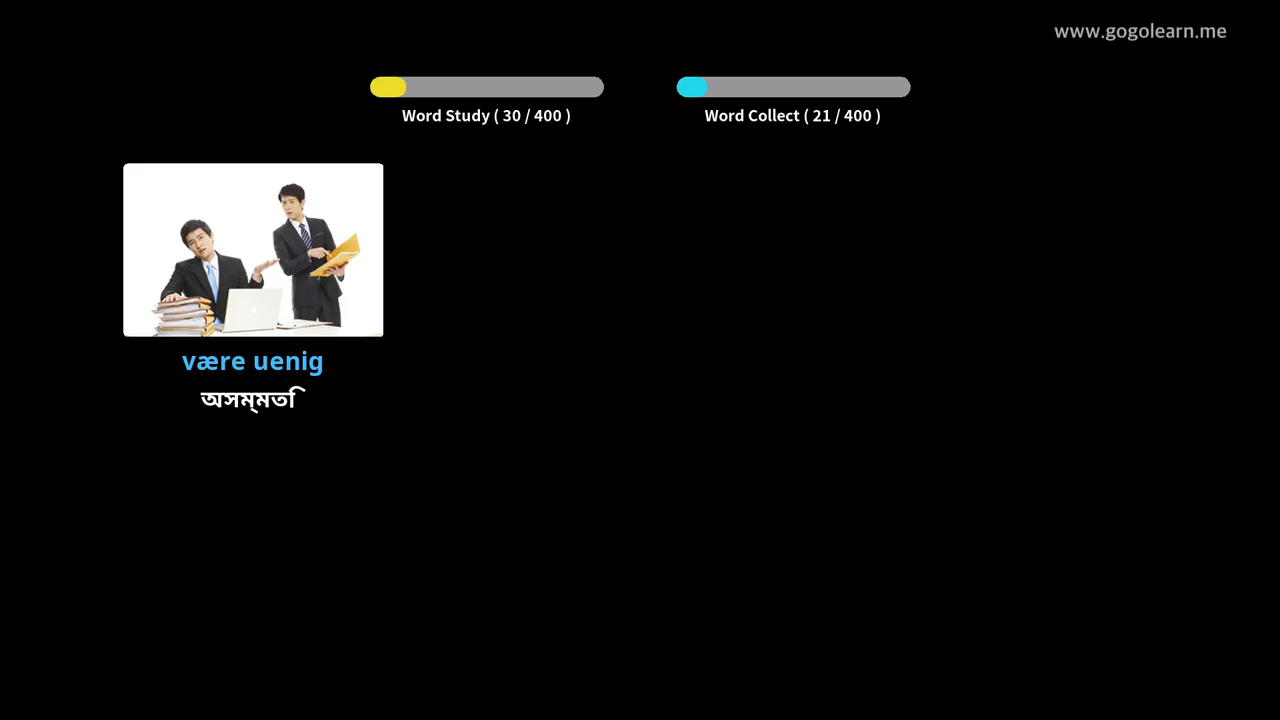 www.gogolearn.me
Word Study ( 30 / 400 )
Word Collect ( 21 / 400 )
være uenig
অসম্মতি